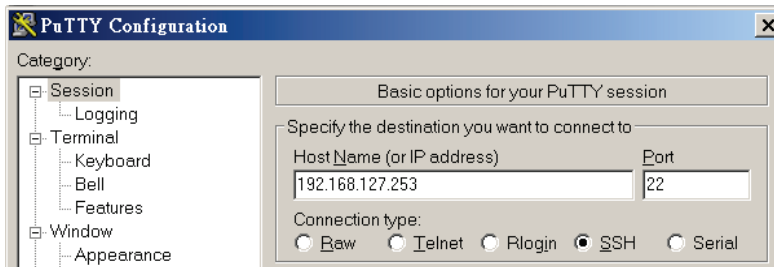 PuTTY Configuration
Category:
Session
Logging
Terminal
Keyboard
Bell
Features
Window
Appearance
Basic options for your PuTTY session
Specify the destination you want to connect to
Host Name (or IP address) Port
192.168.127.253 22
Connection type:
Raw Telnet Rlogin SSH Serial